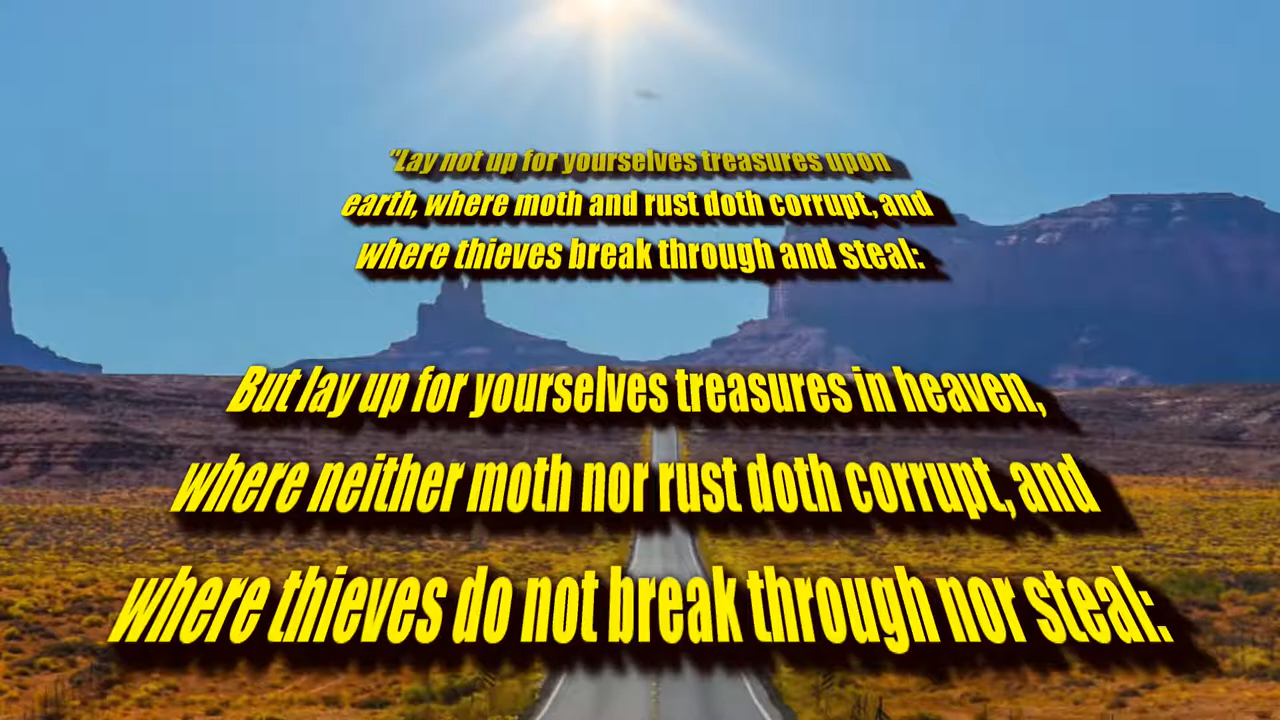 "Lay not up for yourselves treasures upon
earth, where moth and rust doth corrupt, and
where thieves break through and steal:
But lay up for yourselves treasures in heaven,
where neither moth nor rust doth corrupt, and
where thieves do not break through nor steal: